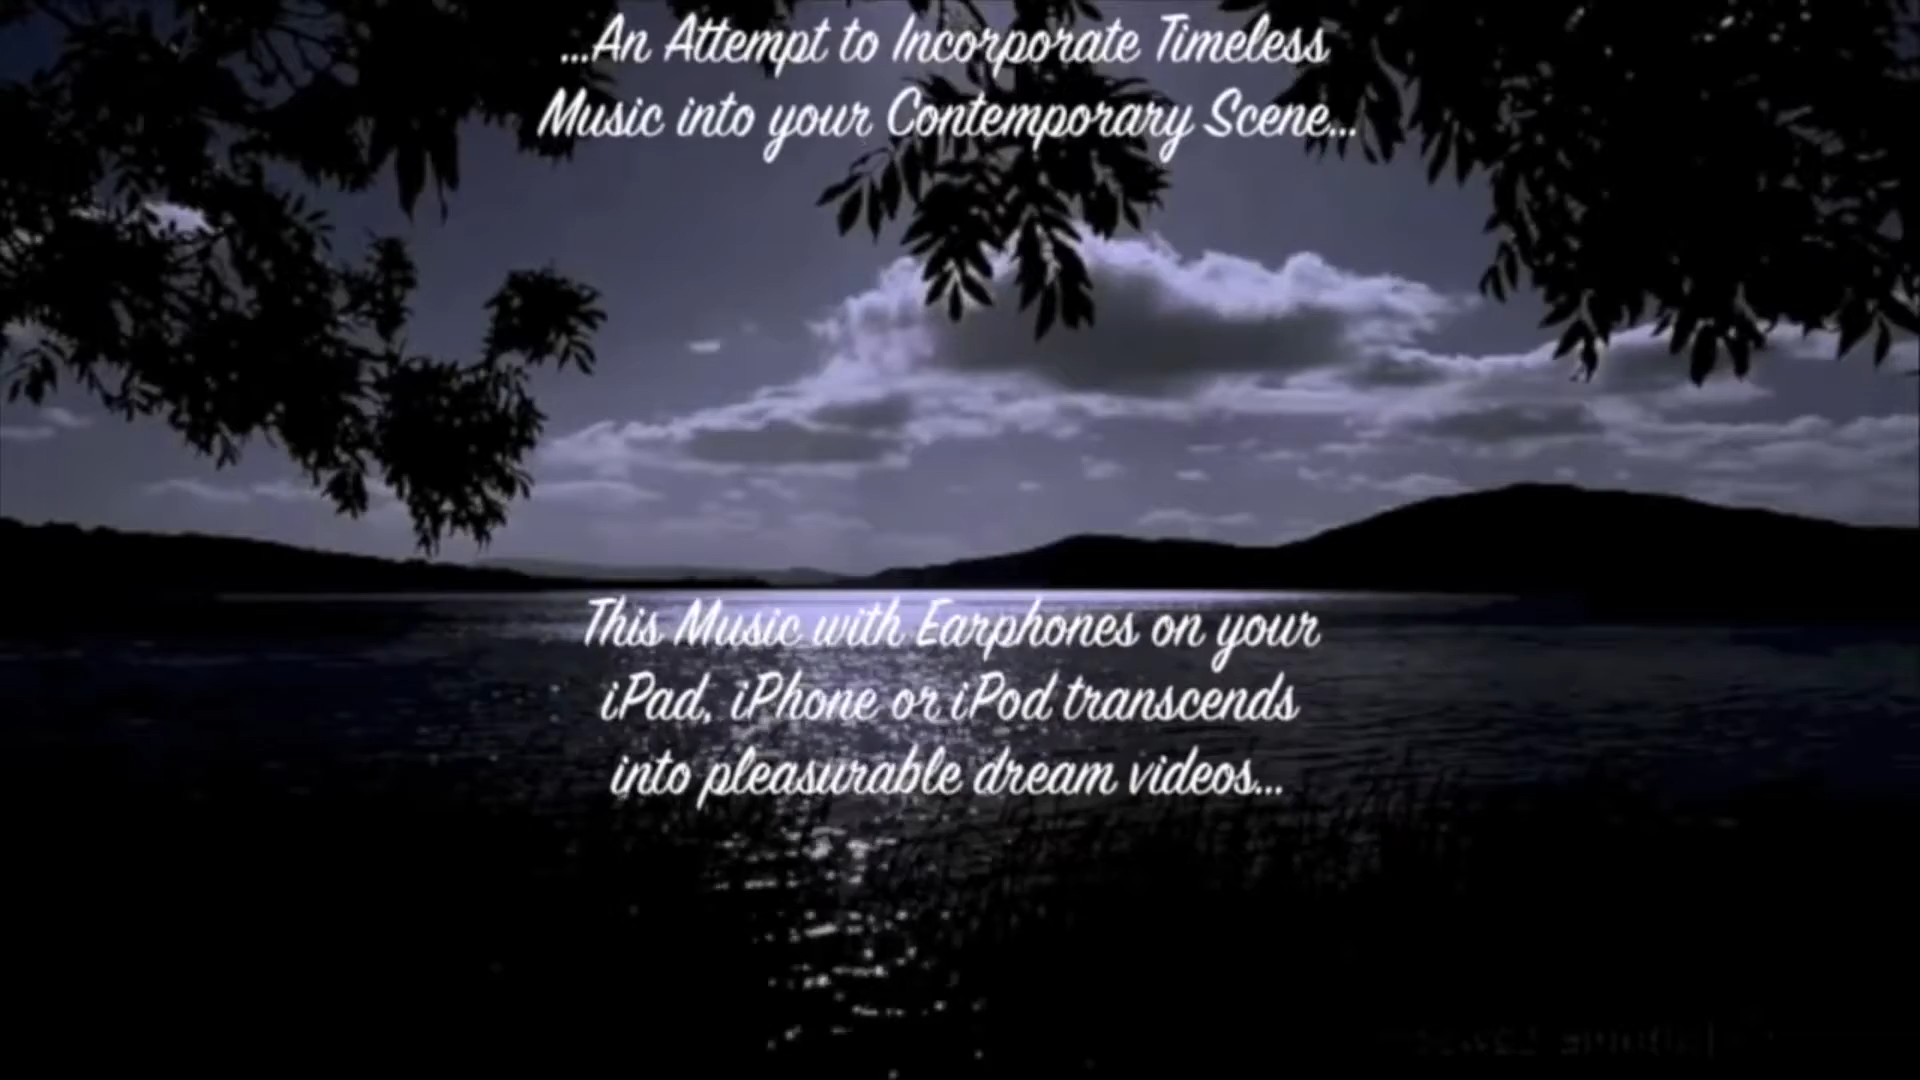 ...An Attempt to Incorporate Timeless
Music into your Contemporary Scene...
This Music with Earphones on your
iPad, iPhone or iPod transcends
into pleasurable dream videos...